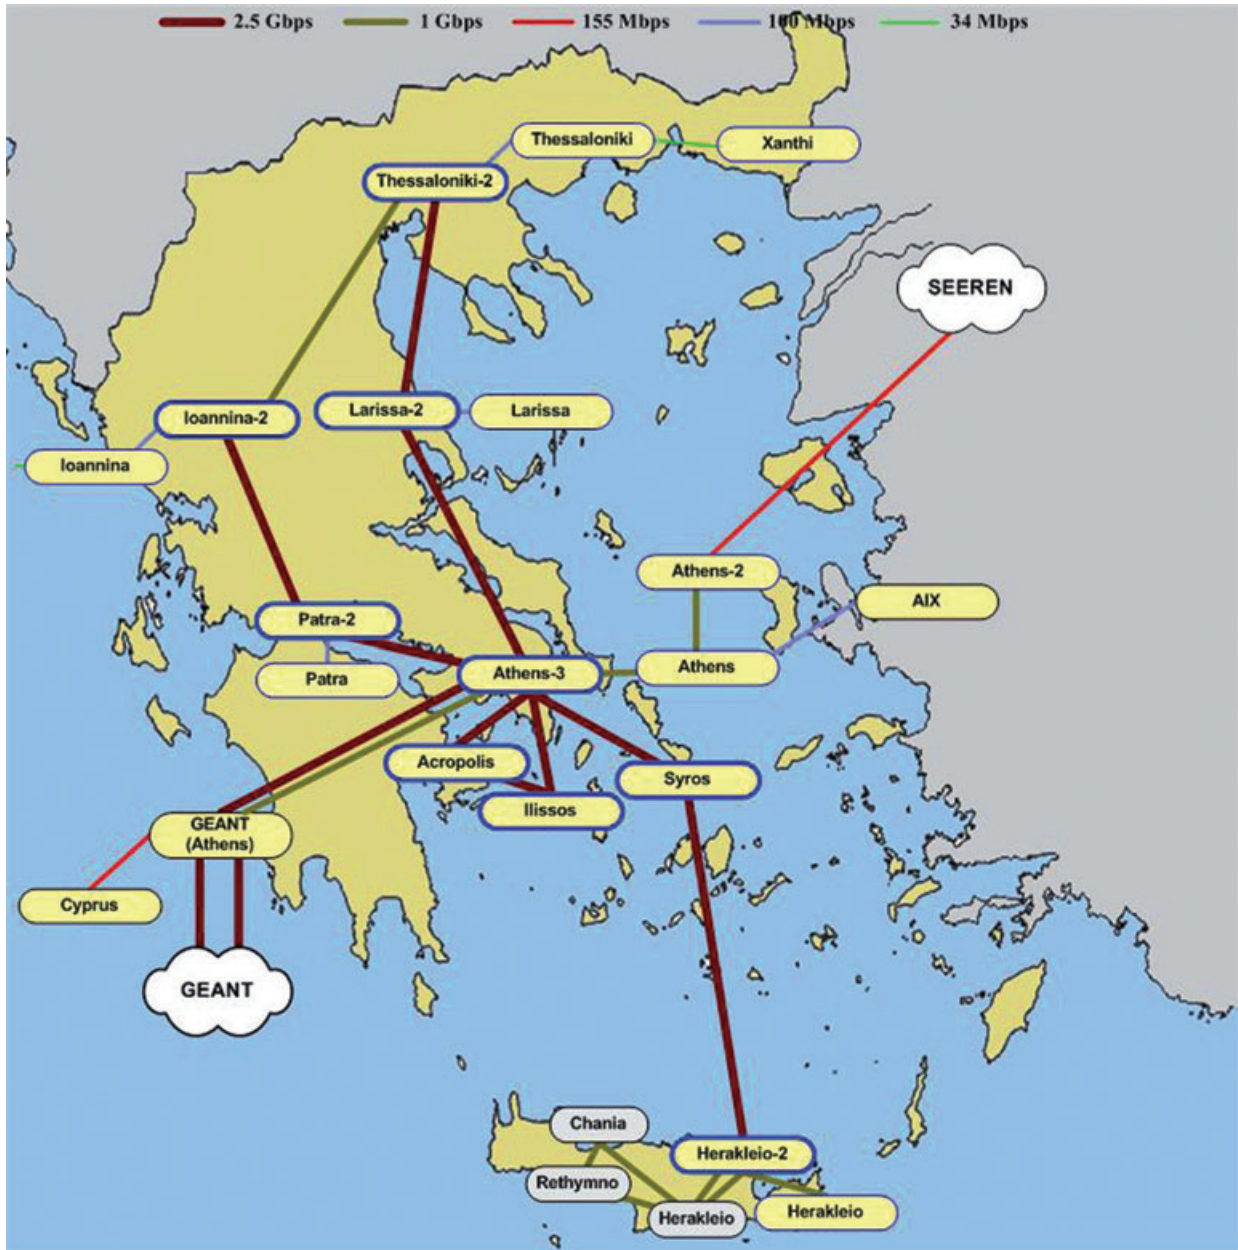 2.5 Gbps 1 Gbps 155 Mbps 100 Mbps 34 Mbps
Thessaloniki
Xanthi
Thessaloniki-2
SEEREN
Ioannina-2
Larissa-2
Larissa
Ioannina
Athens-2
AIX
Patra-2
Athens-3
Athens
Patra
Acropolis
Syros
Ilissos
GEANT
(Athens)
Cyprus
GEANT
Chania
Herakleio-2
Rethymno
Herakleio
Herakleio